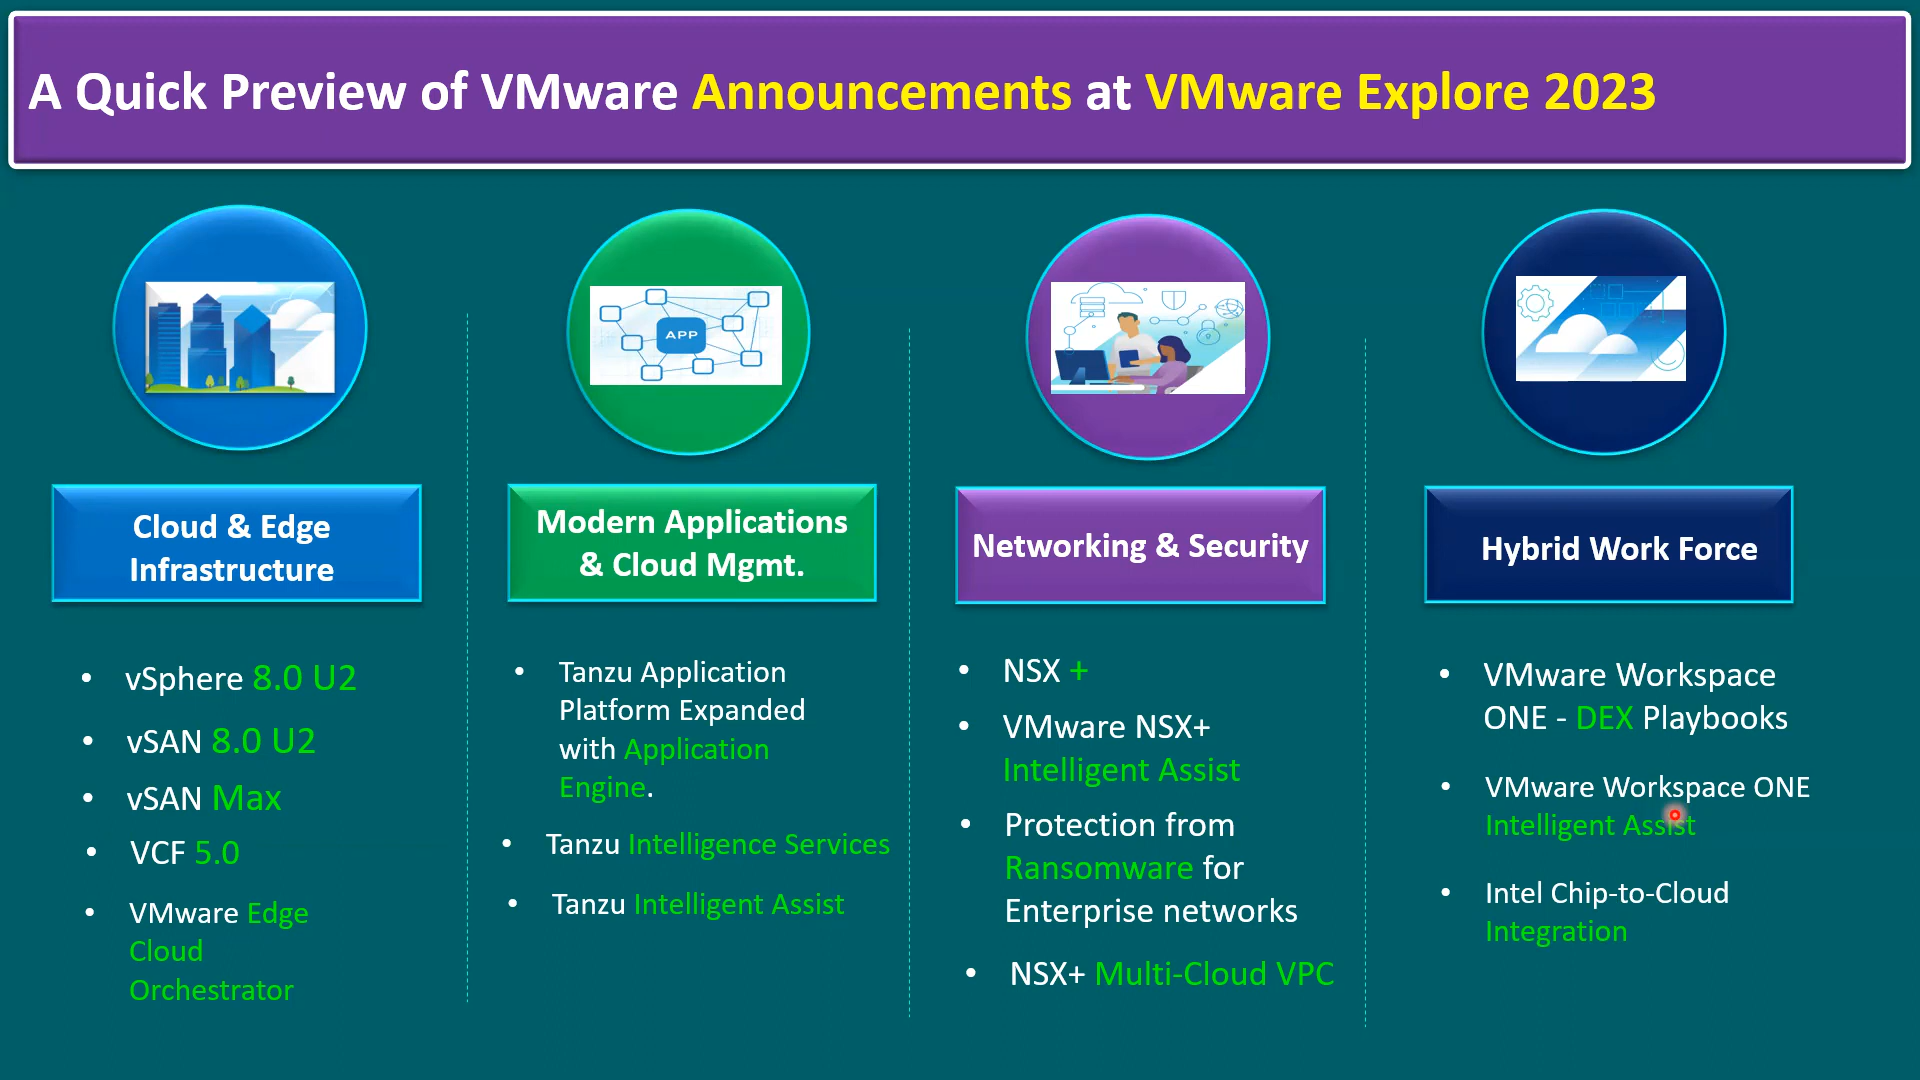 A Quick Preview of VMware Announcements at VMware Explore 2023
APP
Cloud & Edge
Infrastructure
Modern Applications
& Cloud Mgmt.
Networking & Security
Hybrid Work Force
• vSphere 8.0 U2
• vSAN 8.0 U2
• vSAN Max
• VCF 5.0
• VMware Edge
Cloud
Orchestrator
• Tanzu Application
Platform Expanded
with Application
Engine.
• Tanzu Intelligence Services
• Tanzu Intelligent Assist
• NSX +
• VMware NSX+
Intelligent Assist
• Protection from
Ransomware for
Enterprise networks
• NSX+ Multi-Cloud VPC
• VMware Workspace
ONE - DEX Playbooks
• VMware Workspace ONE
Intelligent Assist
• Intel Chip-to-Cloud
Integration